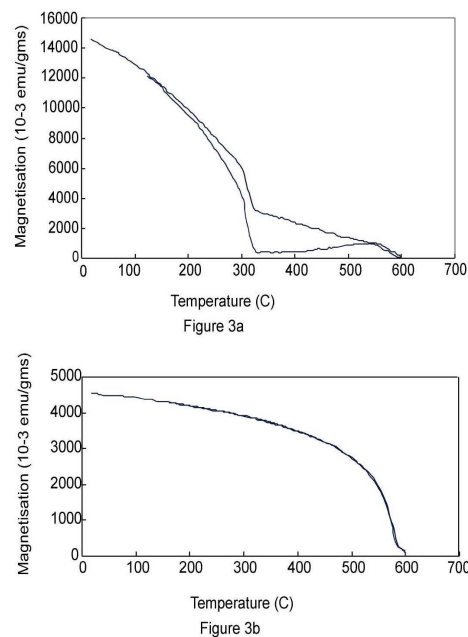 16000
14000
12000
10000
8000
6000
4000
2000
0
Magnetisation (10-3 emu/gms)
0 100 200 300 400 500 600 700
Temperature (C)
Figure 3a
5000
4000
3000
2000
1000
0
Magnetisation (10-3 emu/gms)
0 100 200 300 400 500 600 700
Temperature (C)
Figure 3b